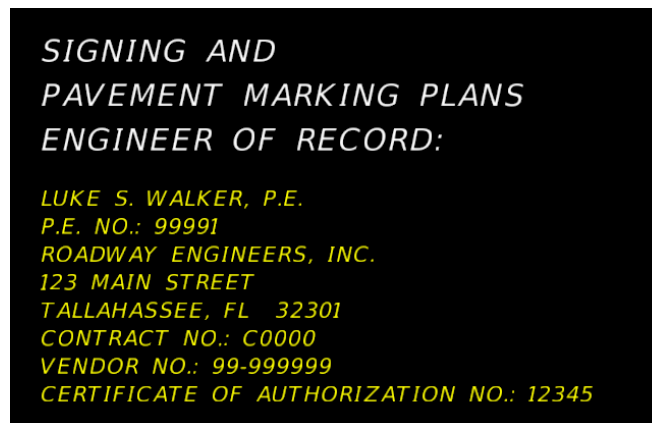 SIGNING AND
PAVEMENT MARKING PLANS
ENGINEER OF RECORD:
LUKE S. WALKER, P.E.
P.E. NO.: 99991
ROADWAY ENGINEERS, INC.
123 MAIN STREET
TALLAHASSEE, FL 32301
CONTRACT NO.: C0000
VENDOR NO.: 99-999999
CERTIFICATE OF AUTHORIZATION NO.: 12345